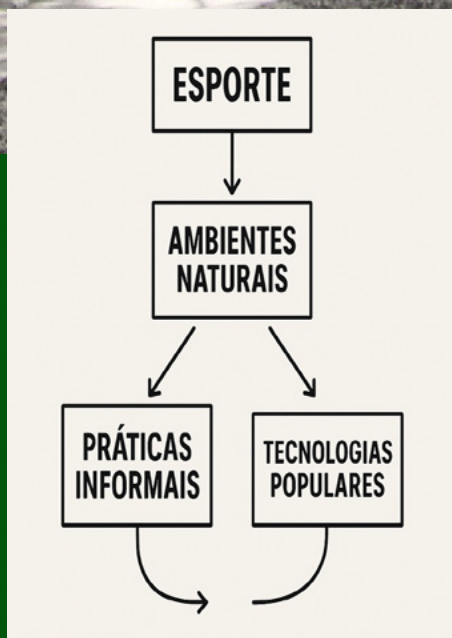 ESPORTE
AMBIENTES
NATURAIS
PRÁTICAS
INFORMAIS
TECNOLOGIAS
POPULARES